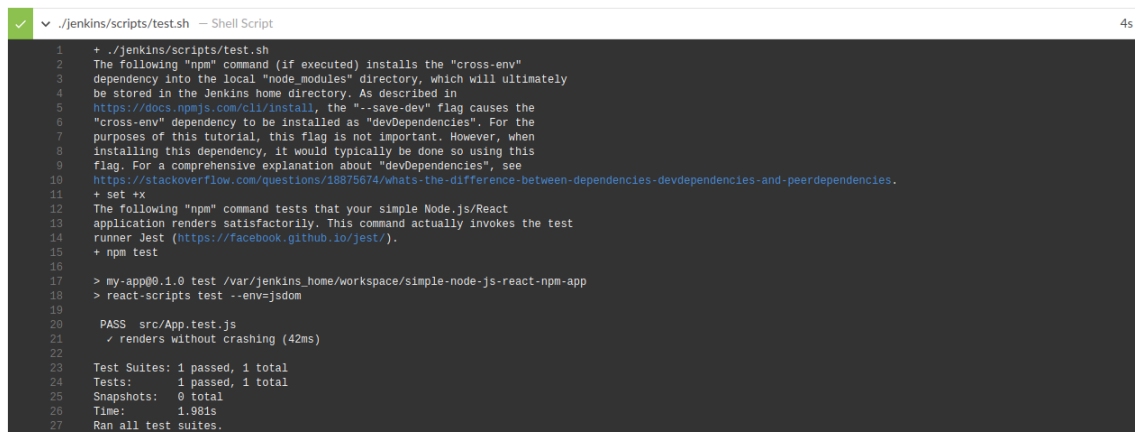 ./jenkins/scripts/test.sh — Shell Script 4s
1 + ./jenkins/scripts/test.sh
2 The following "npm" command (if executed) installs the "cross-env"
3 dependency into the local "node_modules" directory, which will ultimately
4 be stored in the Jenkins home directory. As described in
5 https://docs.npmjs.com/cli/install, the "--save-dev" flag causes the
6 "cross-env" dependency to be installed as "devDependencies". For the
7 purposes of this tutorial, this flag is not important. However, when
8 installing this dependency, it would typically be done so using this
9 flag. For a comprehensive explanation about "devDependencies", see
10 https://stackoverflow.com/questions/18875674/whats-the-difference-between-dependencies-devdependencies-and-peerdependencies.
11 + set +x
12 The following "npm" command tests that your simple Node.js/React
13 application renders satisfactorily. This command actually invokes the test
14 runner Jest (https://facebook.github.io/jest/).
15 + npm test
16
17 > my-app@0.1.0 test /var/jenkins_home/workspace/simple-node-js-react-npm-app
18 > react-scripts test --env=jsdom
19
20 PASS src/App.test.js
21 ✓ renders without crashing (42ms)
22
23 Test Suites: 1 passed, 1 total
24 Tests: 1 passed, 1 total
25 Snapshots: 0 total
26 Time: 1.981s
27 Ran all test suites.